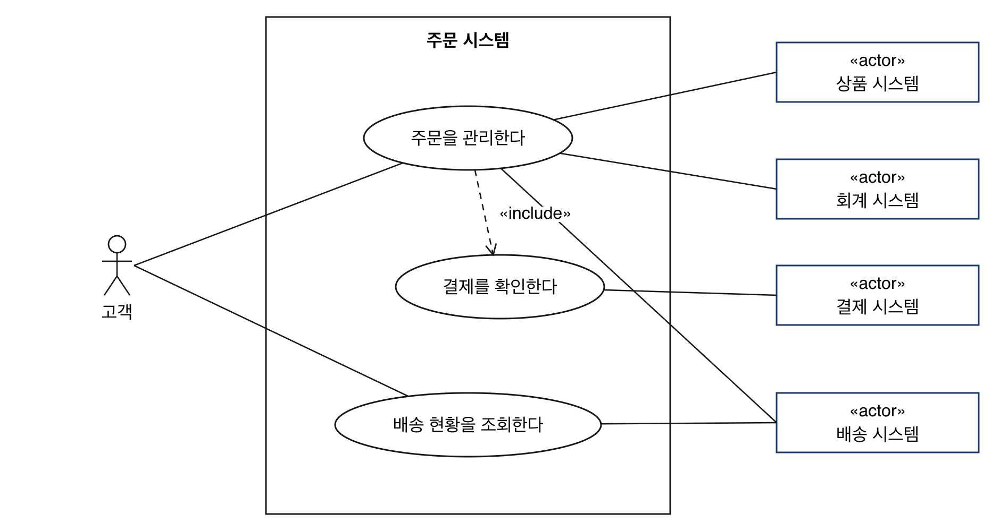 주문 시스템
«actor»
상품 시스템
주문을 관리한다
«actor»
회계 시스템
«include»
«actor»
결제 시스템
결제를 확인한다
고객
«actor»
배송 시스템
배송 현황을 조회한다